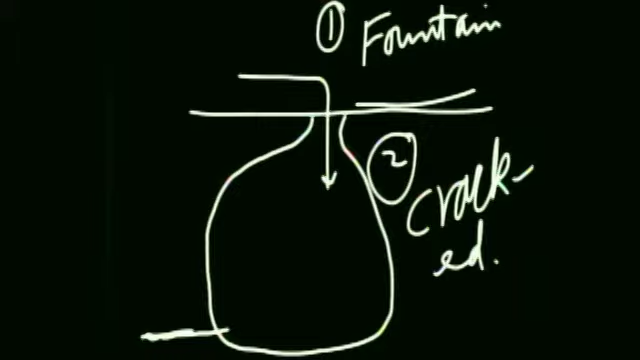 ① Fountain
②
Crack-
ed.